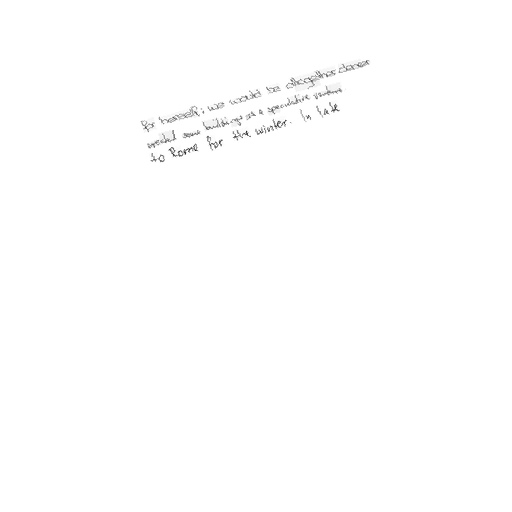 for herself; we would be altogether closer
erected some buildings as a speculative venture
to Rome for the winter. In late